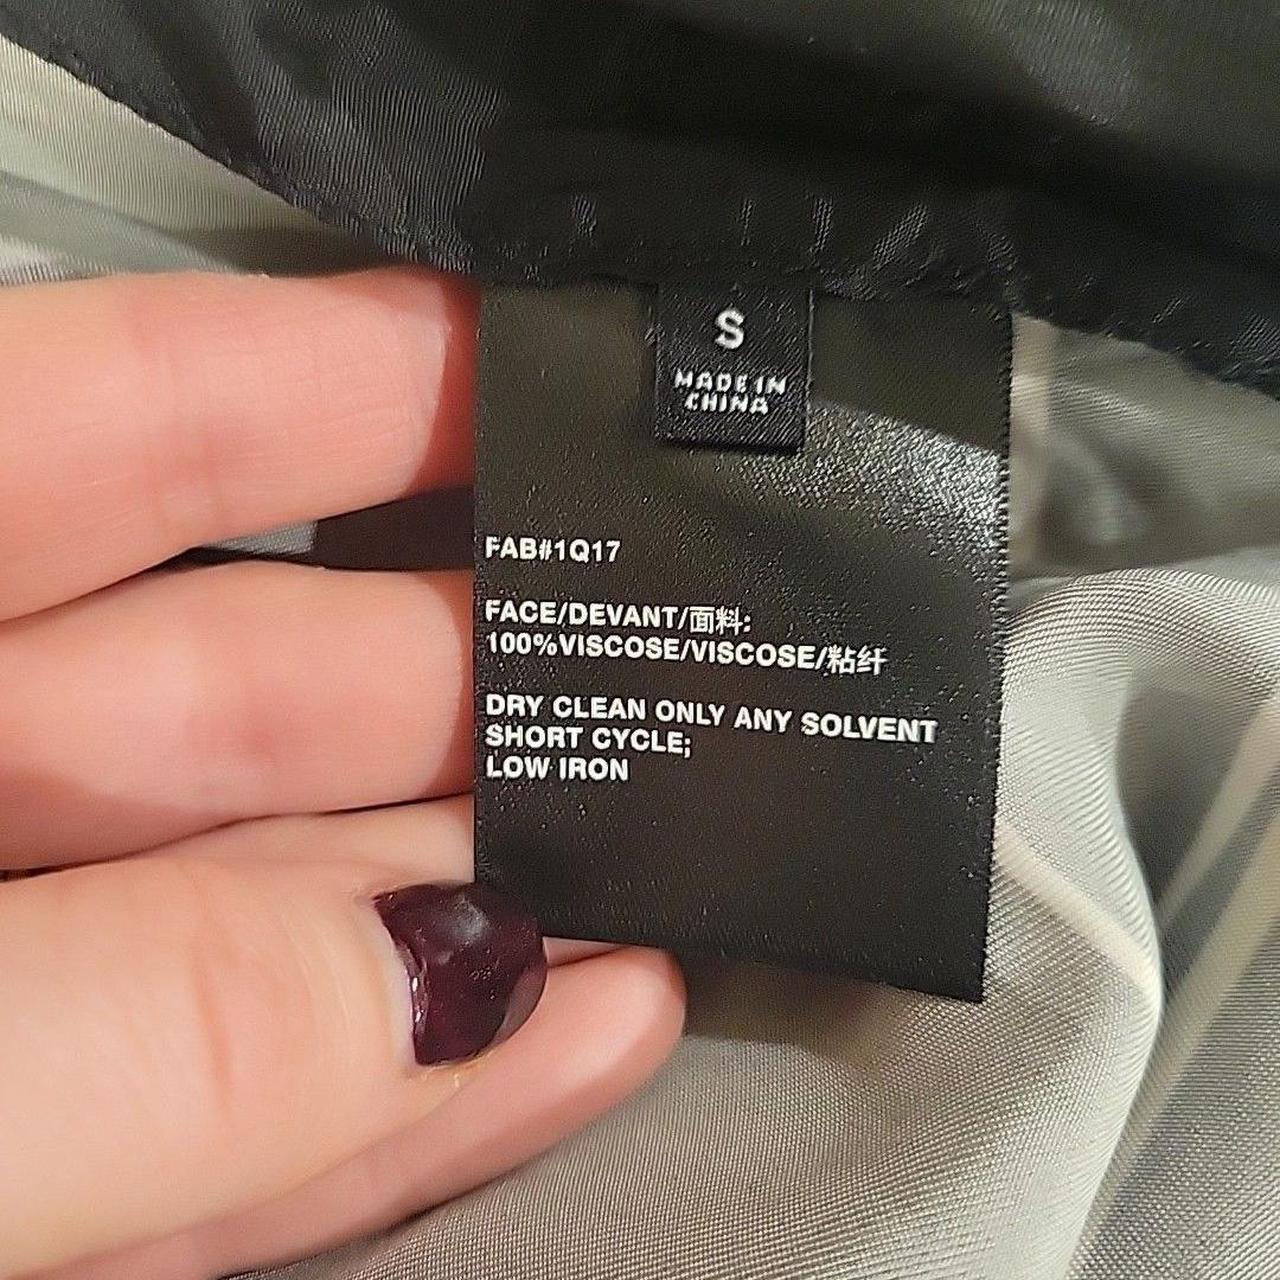 S
MADE IN
CHINA
FAB#1Q17
FACE/DEVANT/面料:
100%VISCOSE/VISCOSE/粘纤
DRY CLEAN ONLY ANY SOLVENT
SHORT CYCLE;
LOW IRON